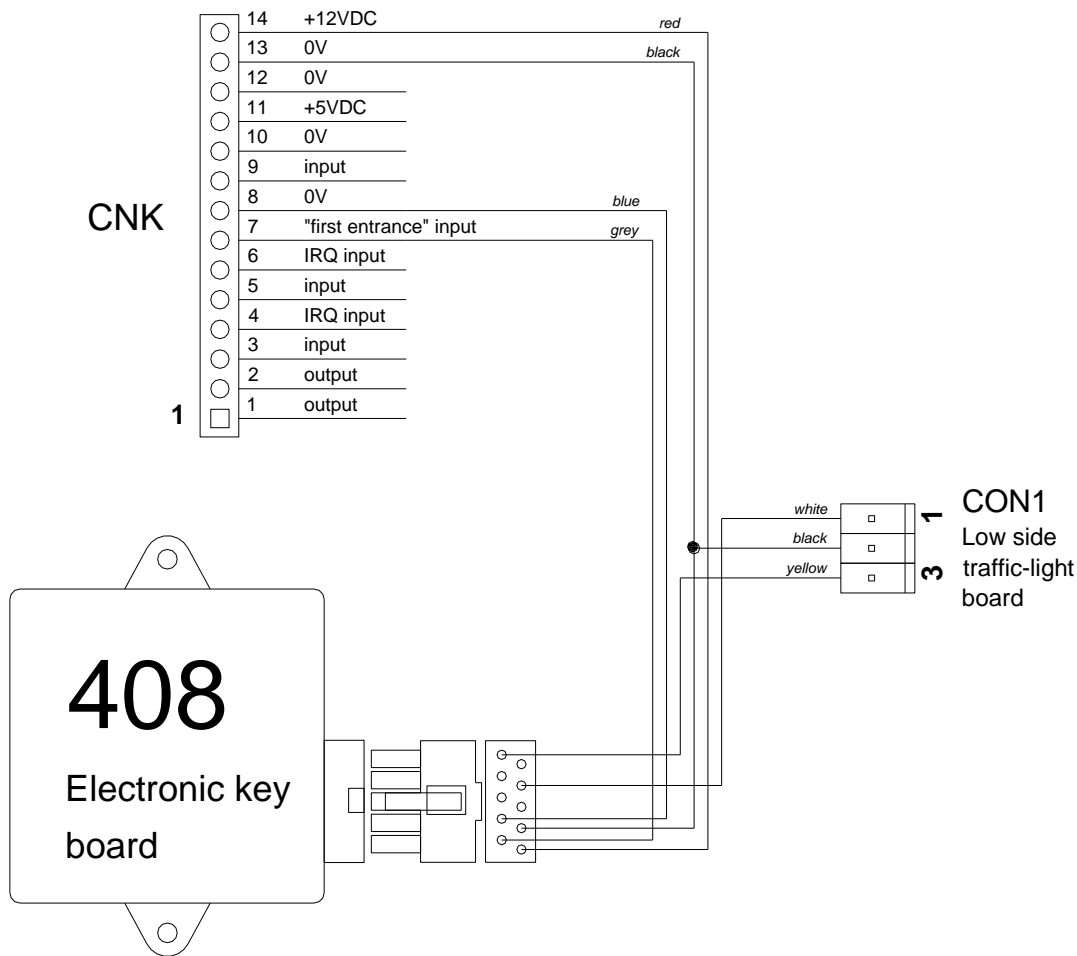 14 +12VDC red
13 0V black
12 0V
11 +5VDC
10 0V
9 input
8 0V blue
7 "first entrance" input grey
6 IRQ input
5 input
4 IRQ input
3 input
2 output
1 output
CNK
1
white
black
yellow
1
3
CON1
Low side
traffic-light
board
408
Electronic key
board